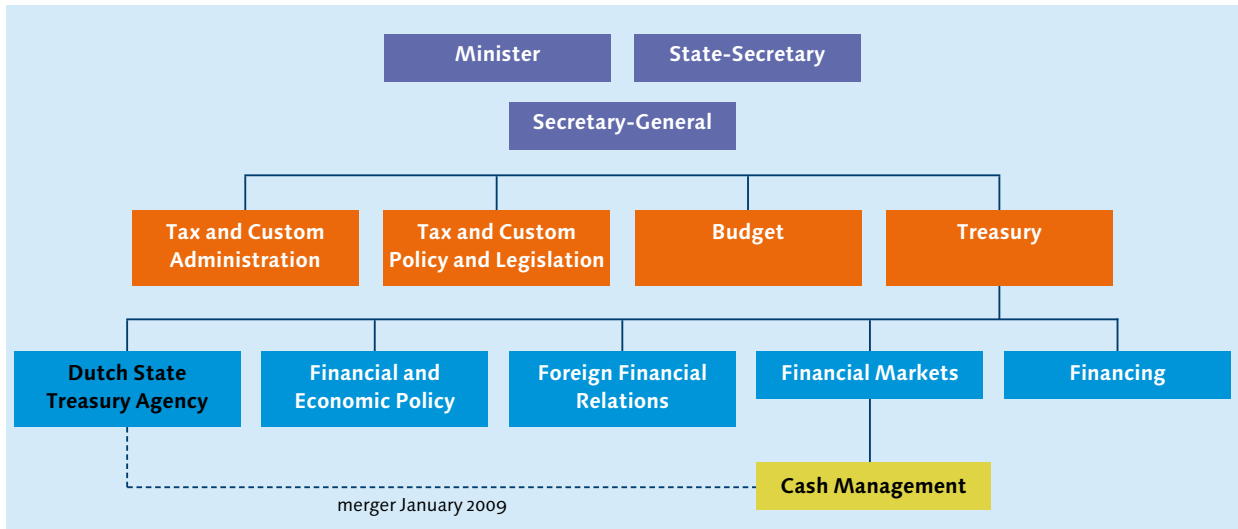 Minister
State-Secretary
Secretary-General
Tax and Custom
Administration
Tax and Custom
Policy and Legislation
Budget
Treasury
Dutch State
Treasury Agency
Financial and
Economic Policy
Foreign Financial
Relations
Financial Markets
Financing
Cash Management
merger January 2009